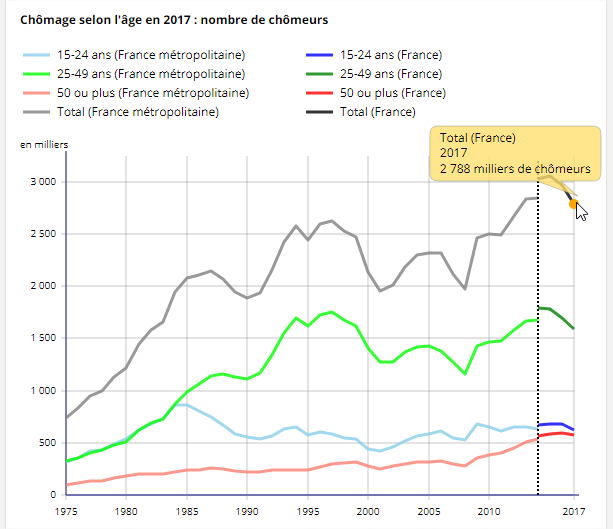 Chômage selon l'âge en 2017 : nombre de chômeurs
15-24 ans (France métropolitaine)
15-24 ans (France)
25-49 ans (France métropolitaine)
25-49 ans (France)
50 ou plus (France métropolitaine)
50 ou plus (France)
Total (France métropolitaine)
Total (France)
en milliers
Total (France)
2017
2 788 milliers de chômeurs
3 000
2 500
2 000
1 500
1 000
500
0
1975
1980
1985
1990
1995
2000
2005
2010
2017